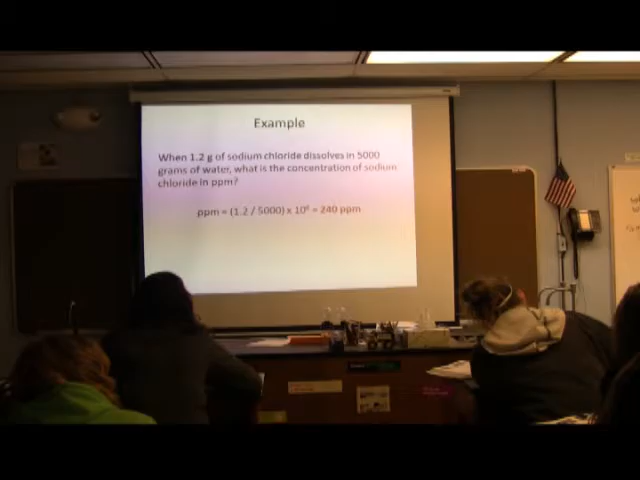 Example
When 1.2 g of sodium chloride dissolves in 5000
grams of water, what is the concentration of sodium
chloride in ppm?
ppm = (1.2 / 5000) x 10⁶ = 240 ppm